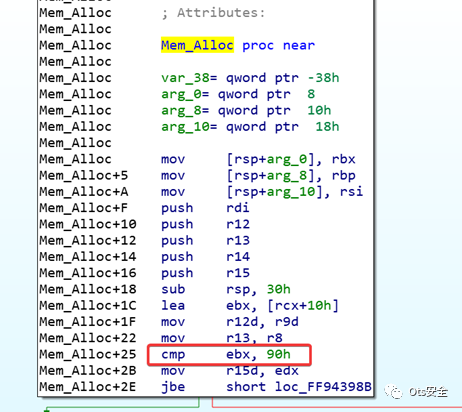 Mem_Alloc
Mem_Alloc ; Attributes:
Mem_Alloc
Mem_Alloc Mem_Alloc proc near
Mem_Alloc
Mem_Alloc var_38= qword ptr -38h
Mem_Alloc arg_0= qword ptr 8
Mem_Alloc arg_8= qword ptr 10h
Mem_Alloc arg_10= qword ptr 18h
Mem_Alloc
Mem_Alloc mov [rsp+arg_0], rbx
Mem_Alloc+5 mov [rsp+arg_8], rbp
Mem_Alloc+A mov [rsp+arg_10], rsi
Mem_Alloc+F push rdi
Mem_Alloc+10 push r12
Mem_Alloc+12 push r13
Mem_Alloc+14 push r14
Mem_Alloc+16 push r15
Mem_Alloc+18 sub rsp, 30h
Mem_Alloc+1C lea ebx, [rcx+10h]
Mem_Alloc+1F mov r12d, r9d
Mem_Alloc+22 mov r13, r8
Mem_Alloc+25 cmp ebx, 90h
Mem_Alloc+2B mov r15d, edx
Mem_Alloc+2E jbe short loc_FF94398B
Ots安全